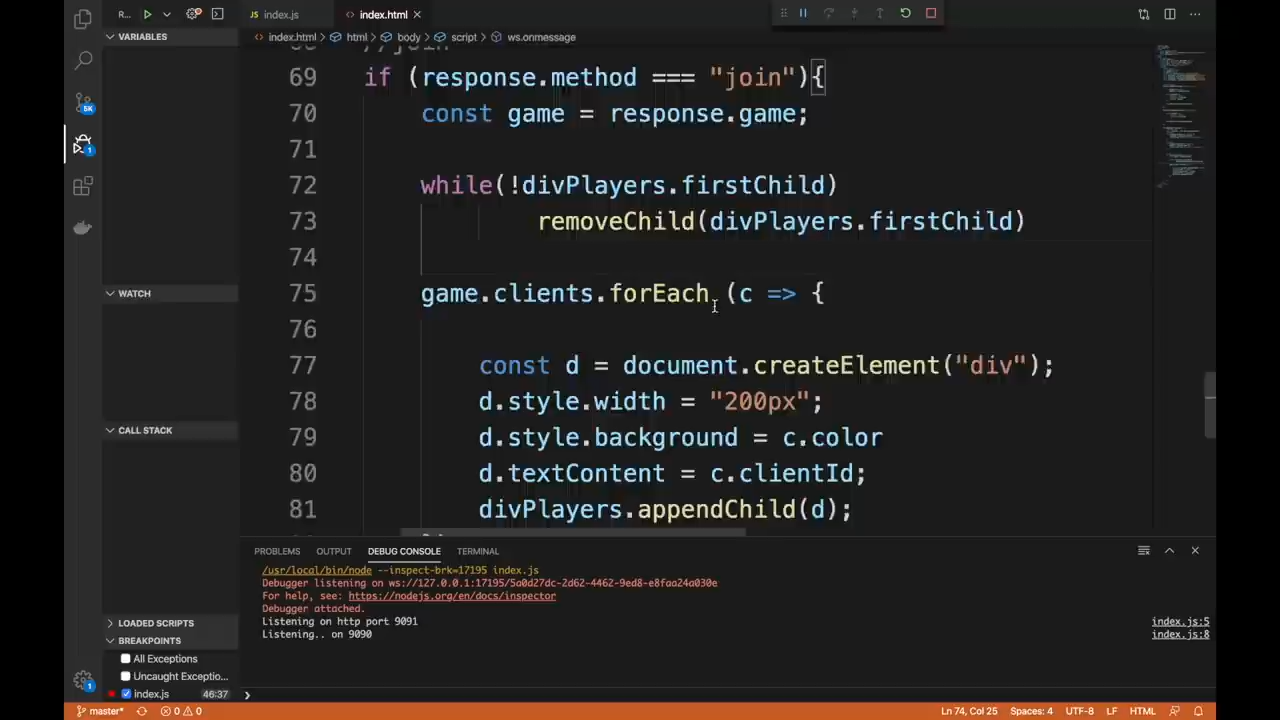 R...
index.js
index.html
index.html > html > body > script > ws.onmessage
VARIABLES
WATCH
CALL STACK
LOADED SCRIPTS
BREAKPOINTS
All Exceptions
Uncaught Exceptio...
index.js 46:37
5K
1
1
69 if (response.method === "join"){
70 const game = response.game;
71
72 while(!divPlayers.firstChild)
73 removeChild(divPlayers.firstChild)
74
75 game.clients.forEach (c => {
76
77 const d = document.createElement("div");
78 d.style.width = "200px";
79 d.style.background = c.color
80 d.textContent = c.clientId;
81 divPlayers.appendChild(d);
PROBLEMS OUTPUT DEBUG CONSOLE TERMINAL
/usr/local/bin/node --inspect-brk=17195 index.js
Debugger listening on ws://127.0.0.1:17195/5a0d27dc-2d62-4462-9ed8-e8faa24a030e
For help, see: https://nodejs.org/en/docs/inspector
Debugger attached.
Listening on http port 9091 index.js:5
Listening.. on 9090 index.js:8
master* 0 0 Ln 74, Col 25 Spaces: 4 UTF-8 LF HTML